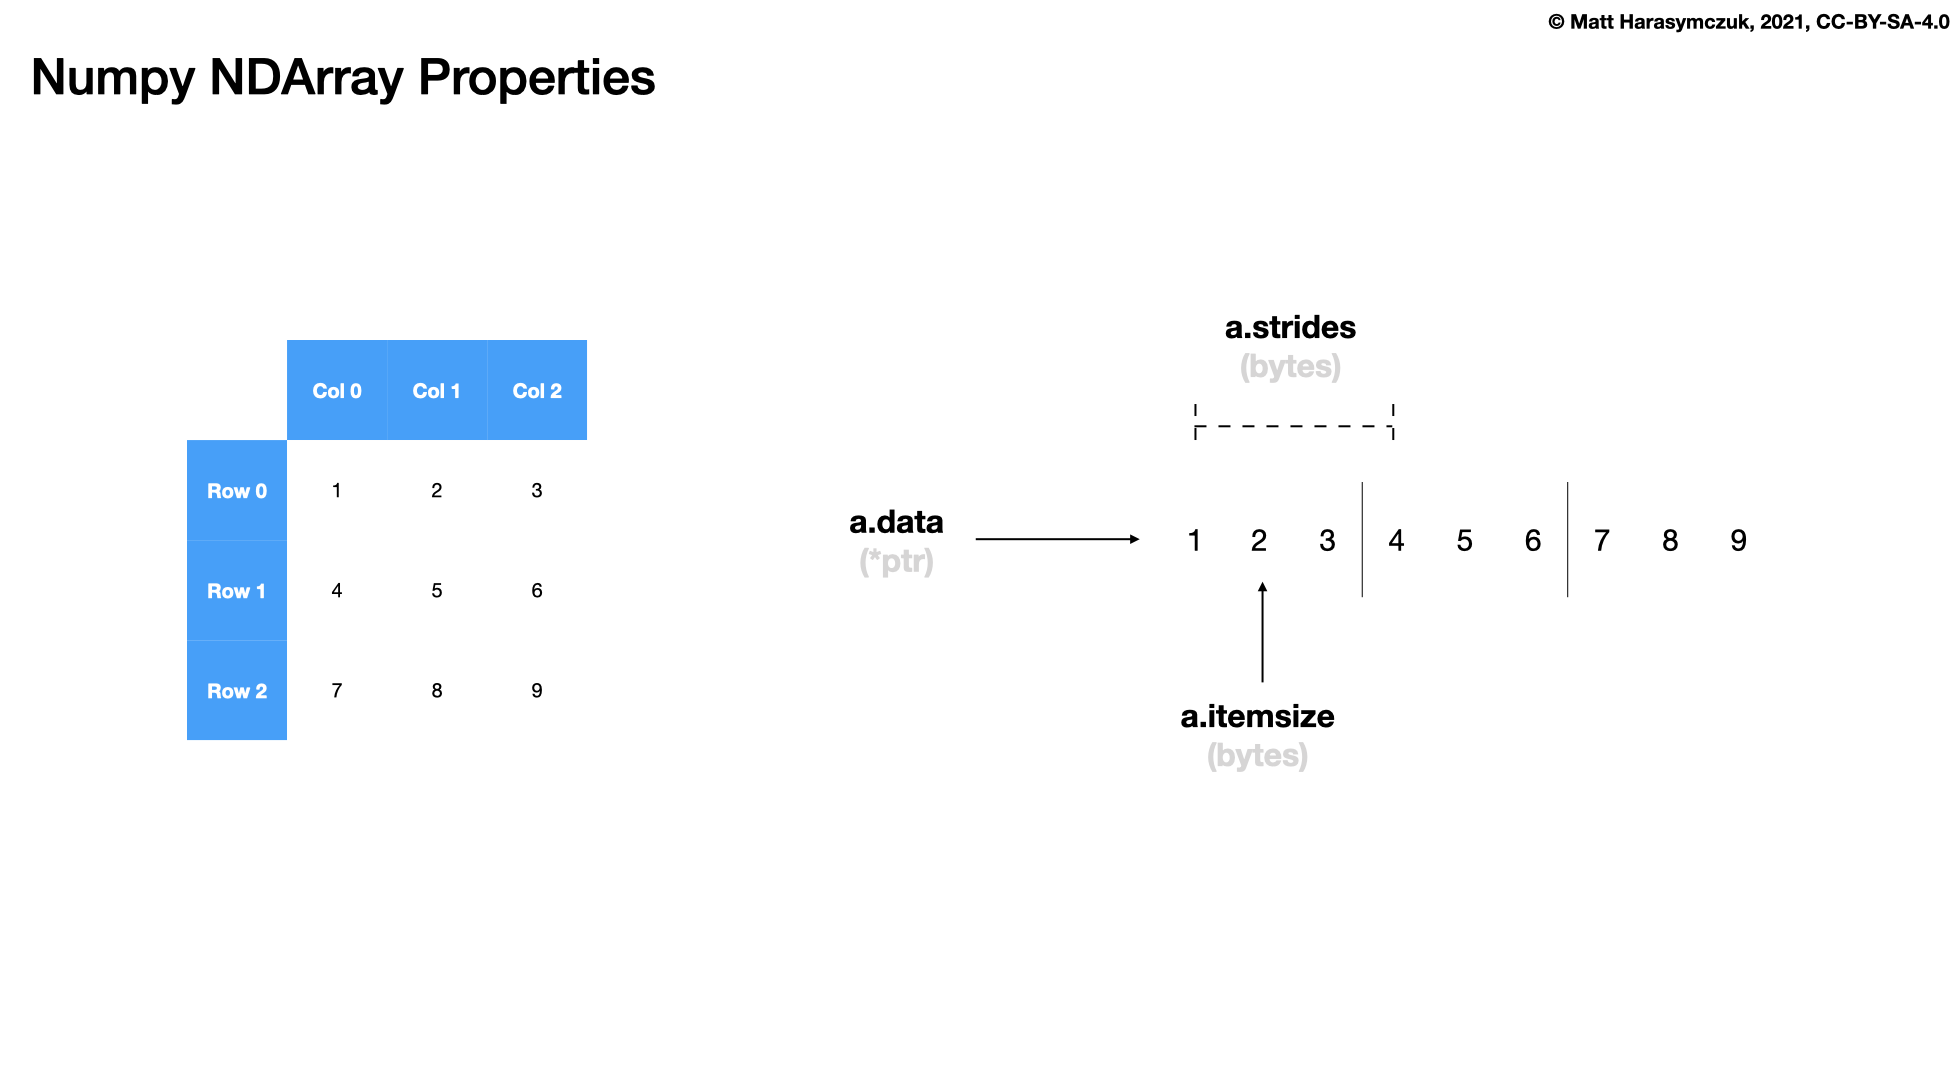 © Matt Harasymczuk, 2021, CC-BY-SA-4.0
Numpy NDArray Properties
Col 0 Col 1 Col 2
Row 0 1 2 3
Row 1 4 5 6
Row 2 7 8 9
a.strides
(bytes)
a.data
(*ptr)
1 2 3 4 5 6 7 8 9
a.itemsize
(bytes)